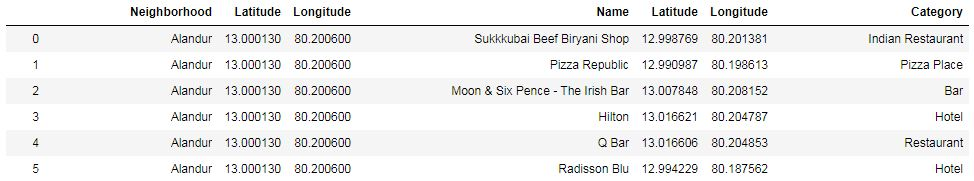 Neighborhood Latitude Longitude Name Latitude Longitude Category
0 Alandur 13.000130 80.200600 Sukkkubai Beef Biryani Shop 12.998769 80.201381 Indian Restaurant
1 Alandur 13.000130 80.200600 Pizza Republic 12.990987 80.198613 Pizza Place
2 Alandur 13.000130 80.200600 Moon & Six Pence - The Irish Bar 13.007848 80.208152 Bar
3 Alandur 13.000130 80.200600 Hilton 13.016621 80.204787 Hotel
4 Alandur 13.000130 80.200600 Q Bar 13.016606 80.204853 Restaurant
5 Alandur 13.000130 80.200600 Radisson Blu 12.994229 80.187562 Hotel